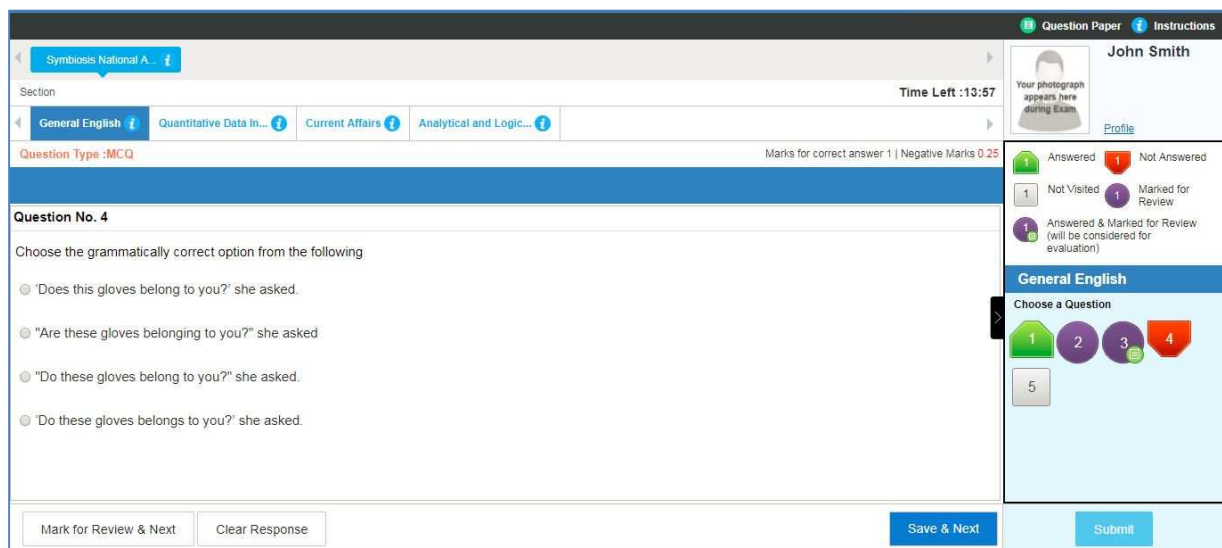 Question Paper Instructions
Symbiosis National A...
John Smith
Section
Time Left :13:57
Your photograph
appears here
during Exam
Profile
General English Quantitative Data In... Current Affairs Analytical and Logic...
Question Type :MCQ
Marks for correct answer 1 | Negative Marks 0.25
1 Answered 1 Not Answered
1 Not Visited 1 Marked for
Review
1 Answered & Marked for Review
(will be considered for
evaluation)
Question No. 4
Choose the grammatically correct option from the following
'Does this gloves belong to you?' she asked.
"Are these gloves belonging to you?" she asked
"Do these gloves belong to you?" she asked.
'Do these gloves belongs to you?' she asked.
General English
Choose a Question
1 2 3 4
5
Mark for Review & Next Clear Response Save & Next Submit